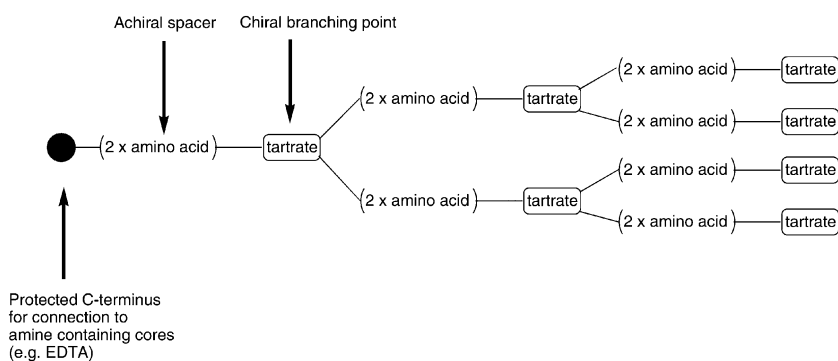 Achiral spacer
Chiral branching point
(2 x amino acid)
tartrate
(2 x amino acid)
tartrate
(2 x amino acid)
tartrate
(2 x amino acid)
tartrate
(2 x amino acid)
tartrate
(2 x amino acid)
tartrate
(2 x amino acid)
tartrate
Protected C-terminus
for connection to
amine containing cores
(e.g. EDTA)